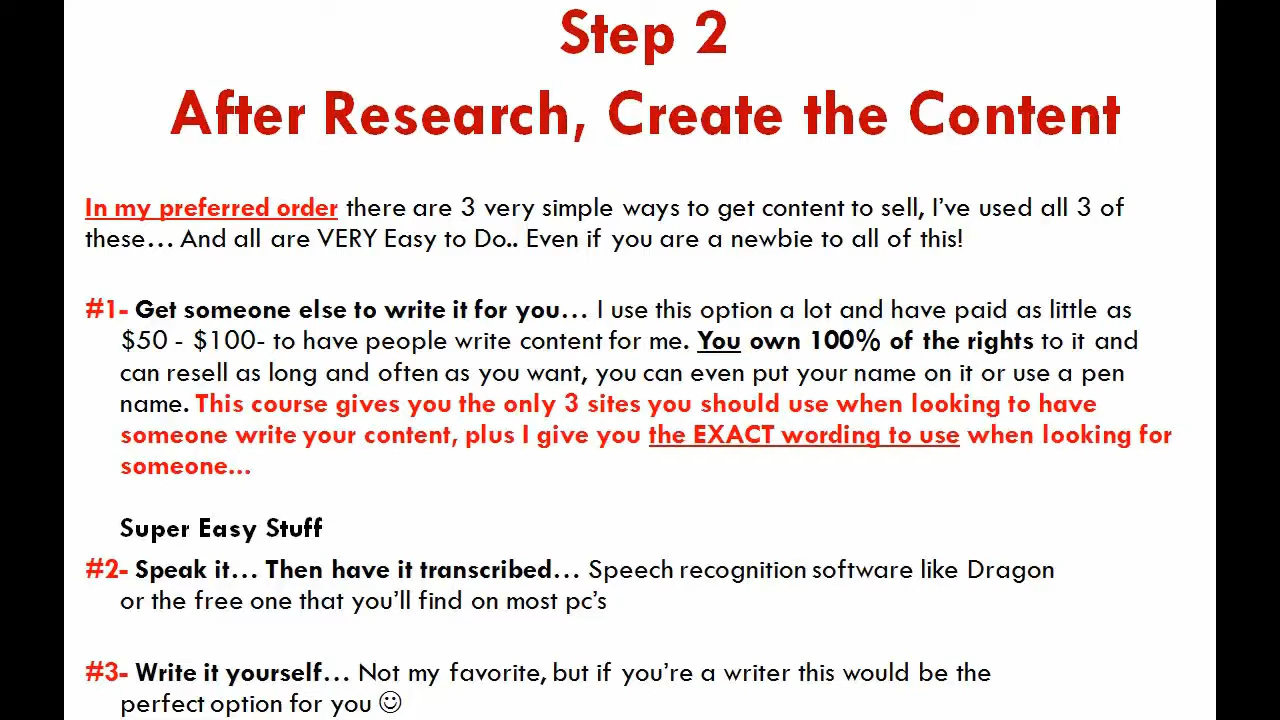 Step 2
After Research, Create the Content
In my preferred order there are 3 very simple ways to get content to sell, I've used all 3 of
these... And all are VERY Easy to Do.. Even if you are a newbie to all of this!
#1- Get someone else to write it for you... I use this option a lot and have paid as little as
$50 - $100- to have people write content for me. You own 100% of the rights to it and
can resell as long and often as you want, you can even put your name on it or use a pen
name. This course gives you the only 3 sites you should use when looking to have
someone write your content, plus I give you the EXACT wording to use when looking for
someone...
Super Easy Stuff
#2- Speak it... Then have it transcribed... Speech recognition software like Dragon
or the free one that you'll find on most pc's
#3- Write it yourself... Not my favorite, but if you're a writer this would be the
perfect option for you ☺